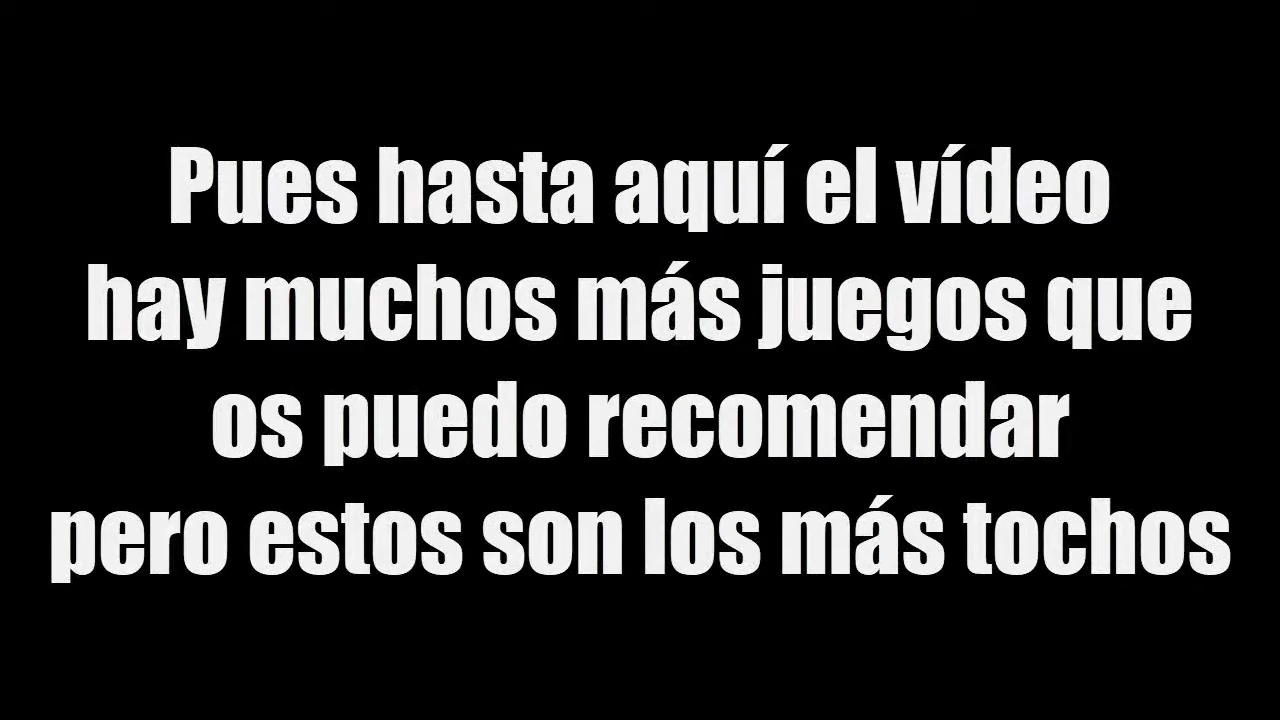 Pues hasta aquí el vídeo
hay muchos más juegos que
os puedo recomendar
pero estos son los más tochos